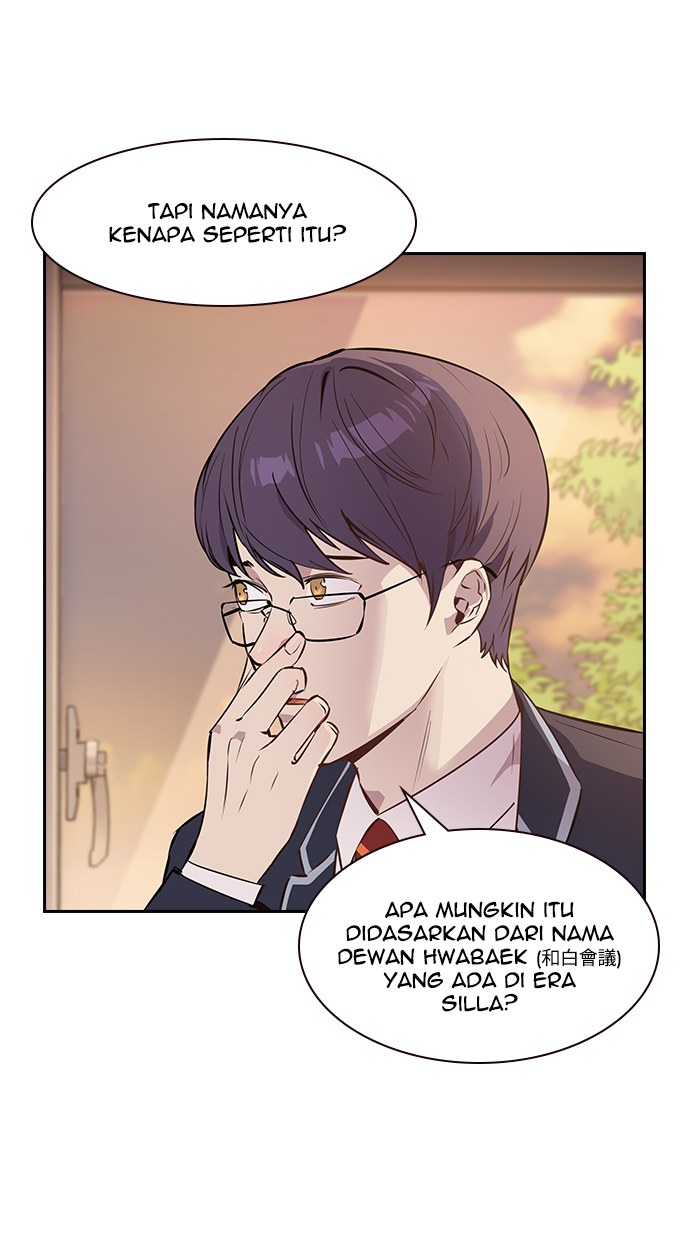 TAPI NAMANYA
KENAPA SEPERTI ITU?
APA MUNGKIN ITU
DIDASARKAN DARI NAMA
DEWAN HWABAEK (和白會議)
YANG ADA DI ERA
SILLA?